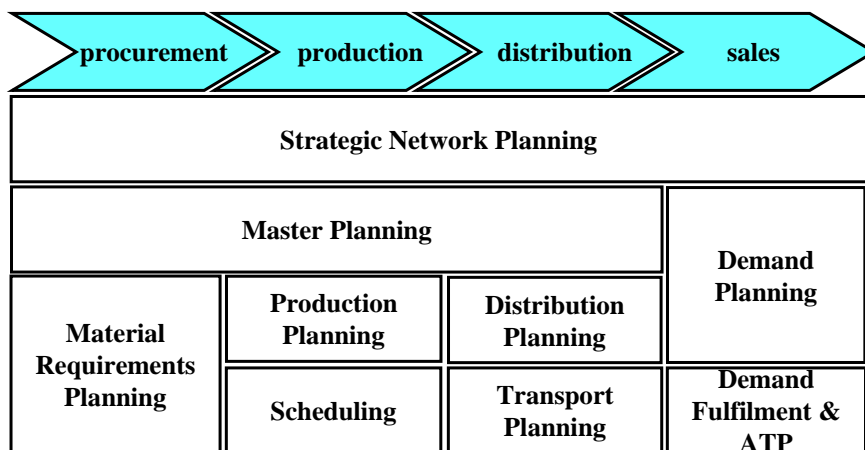 procurement
production
distribution
sales
Strategic Network Planning
Master Planning
Demand
Planning
Material
Requirements
Planning
Production
Planning
Distribution
Planning
Scheduling
Transport
Planning
Demand
Fulfilment &
ATP